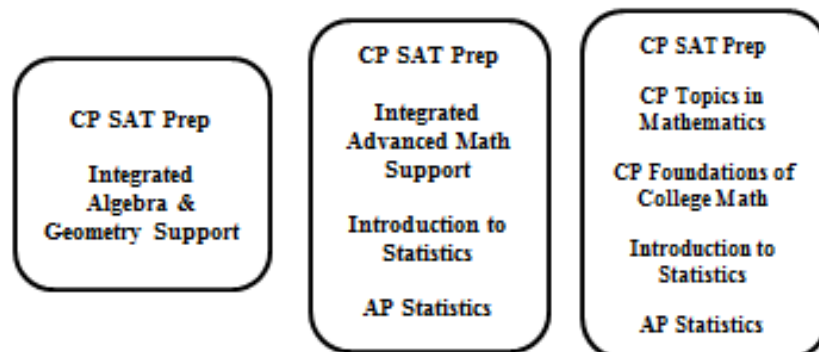 CP SAT Prep
Integrated
Algebra &
Geometry Support
CP SAT Prep
Integrated
Advanced Math
Support
Introduction to
Statistics
AP Statistics
CP SAT Prep
CP Topics in
Mathematics
CP Foundations of
College Math
Introduction to
Statistics
AP Statistics